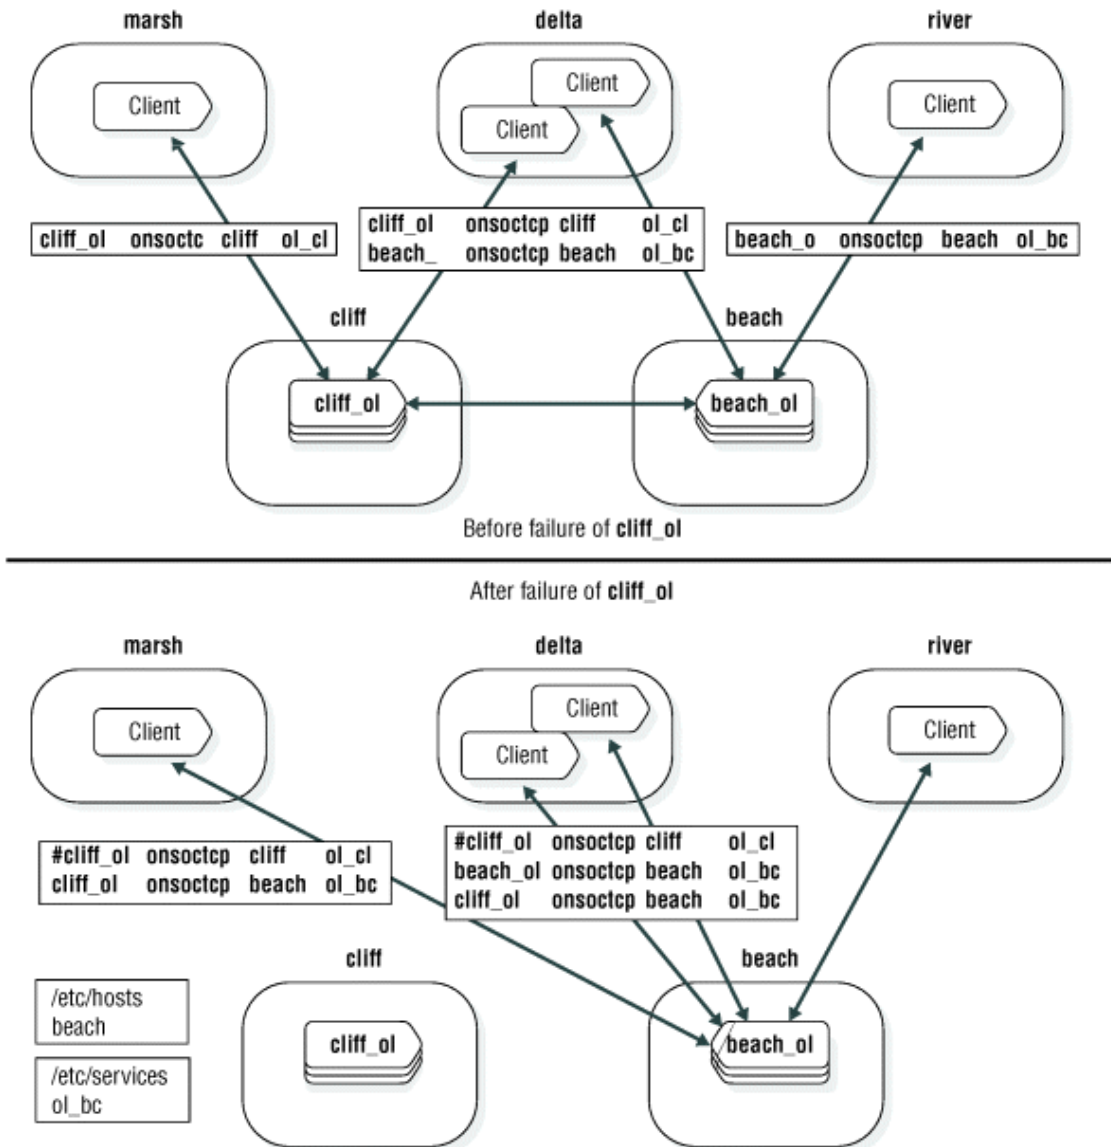 marsh
delta
river
Client
Client
Client
Client
cliff_ol onsoctc cliff ol_cl
cliff_ol onsoctcp cliff ol_cl
beach_ onsoctcp beach ol_bc
beach_o onsoctcp beach ol_bc
cliff
beach
cliff_ol
beach_ol
Before failure of cliff_ol
After failure of cliff_ol
marsh
delta
river
Client
Client
Client
Client
#cliff_ol onsoctcp cliff ol_cl
cliff_ol onsoctcp beach ol_bc
#cliff_ol onsoctcp cliff ol_cl
beach_ol onsoctcp beach ol_bc
cliff_ol onsoctcp beach ol_bc
cliff
beach
/etc/hosts
beach
/etc/services
ol_bc
cliff_ol
beach_ol